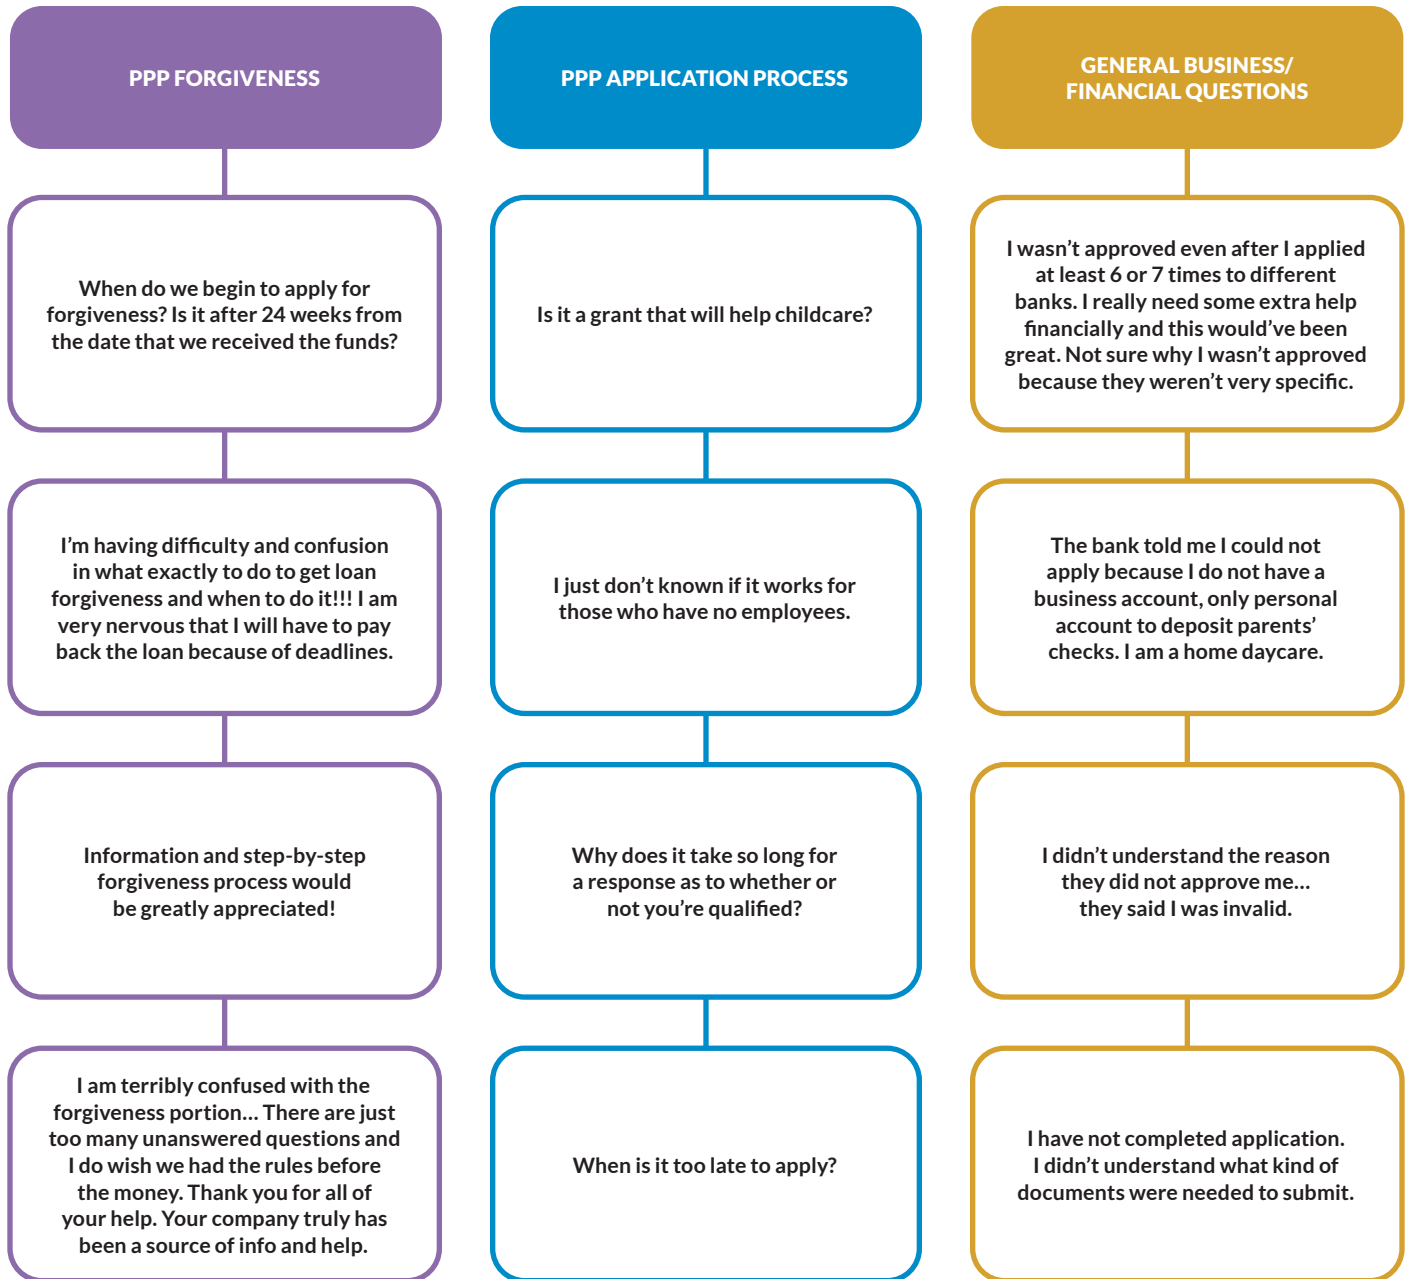 PPP FORGIVENESS
When do we begin to apply for
forgiveness? Is it after 24 weeks from
the date that we received the funds?
I’m having difficulty and confusion
in what exactly to do to get loan
forgiveness and when to do it!!! I am
very nervous that I will have to pay
back the loan because of deadlines.
Information and step-by-step
forgiveness process would
be greatly appreciated!
I am terribly confused with the
forgiveness portion... There are just
too many unanswered questions and
I do wish we had the rules before
the money. Thank you for all of
your help. Your company truly has
been a source of info and help.
PPP APPLICATION PROCESS
Is it a grant that will help childcare?
I just don’t known if it works for
those who have no employees.
Why does it take so long for
a response as to whether or
not you’re qualified?
When is it too late to apply?
GENERAL BUSINESS/
FINANCIAL QUESTIONS
I wasn’t approved even after I applied
at least 6 or 7 times to different
banks. I really need some extra help
financially and this would’ve been
great. Not sure why I wasn’t approved
because they weren’t very specific.
The bank told me I could not
apply because I do not have a
business account, only personal
account to deposit parents’
checks. I am a home daycare.
I didn’t understand the reason
they did not approve me...
they said I was invalid.
I have not completed application.
I didn’t understand what kind of
documents were needed to submit.